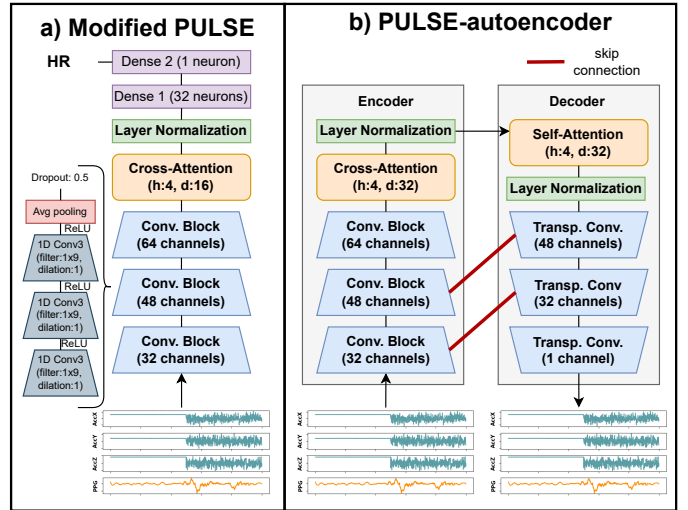 a) Modified PULSE
HR
Dense 2 (1 neuron)
Dense 1 (32 neurons)
Layer Normalization
Cross-Attention
(h:4, d:16)
Conv. Block
(64 channels)
Conv. Block
(48 channels)
Conv. Block
(32 channels)
Dropout: 0.5
Avg pooling
ReLU
1D Conv3
(filter:1x9,
dilation:1)
ReLU
1D Conv3
(filter:1x9,
dilation:1)
ReLU
1D Conv3
(filter:1x9,
dilation:1)
AccX
AccY
AccZ
PPG
b) PULSE-autoencoder
skip
connection
Encoder
Layer Normalization
Cross-Attention
(h:4, d:32)
Conv. Block
(64 channels)
Conv. Block
(48 channels)
Conv. Block
(32 channels)
AccX
AccY
AccZ
PPG
Decoder
Self-Attention
(h:4, d:32)
Layer Normalization
Transp. Conv.
(48 channels)
Transp. Conv
(32 channels)
Transp. Conv.
(1 channel)
AccX
AccY
AccZ
PPG